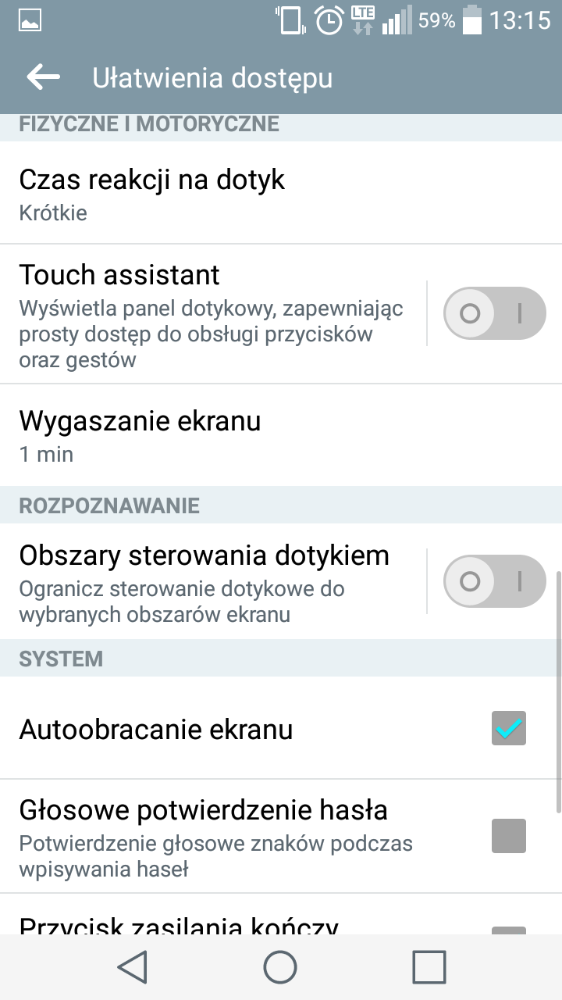 LTE
59%
13:15
Ułatwienia dostępu
FIZYCZNE I MOTORYCZNE
Czas reakcji na dotyk
Krótkie
Touch assistant
Wyświetla panel dotykowy, zapewniając
prosty dostęp do obsługi przycisków
oraz gestów
Wygaszanie ekranu
1 min
ROZPOZNAWANIE
Obszary sterowania dotykiem
Ogranicz sterowanie dotykowe do
wybranych obszarów ekranu
SYSTEM
Autoobracanie ekranu
Głosowe potwierdzenie hasła
Potwierdzenie głosowe znaków podczas
wpisywania haseł
Przycisk zasilania kończy